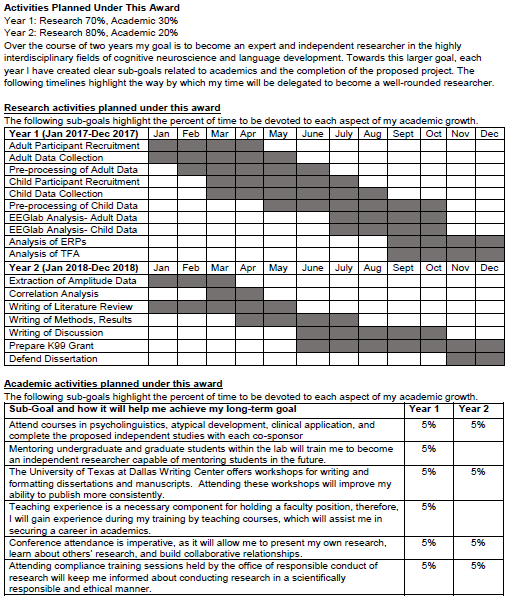 Activities Planned Under This Award
Year 1: Research 70%, Academic 30%
Year 2: Research 80%, Academic 20%
Over the course of two years my goal is to become an expert and independent researcher in the highly
interdisciplinary fields of cognitive neuroscience and language development. Towards this larger goal, each
year I have created clear sub-goals related to academics and the completion of the proposed project. The
following timelines highlight the way by which my time will be delegated to become a well-rounded researcher.
Research activities planned under this award
The following sub-goals highlight the percent of time to be devoted to each aspect of my academic growth.
Year 1 (Jan 2017-Dec 2017) Jan Feb Mar Apr May June July Aug Sept Oct Nov Dec
Adult Participant Recruitment
Adult Data Collection
Pre-processing of Adult Data
Child Participant Recruitment
Child Data Collection
Pre-processing of Child Data
EEGlab Analysis- Adult Data
EEGlab Analysis- Child Data
Analysis of ERPs
Analysis of TFA
Year 2 (Jan 2018-Dec 2018) Jan Feb Mar Apr May June July Aug Sept Oct Nov Dec
Extraction of Amplitude Data
Correlation Analysis
Writing of Literature Review
Writing of Methods, Results
Writing of Discussion
Prepare K99 Grant
Defend Dissertation
Academic activities planned under this award
The following sub-goals highlight the percent of time to be devoted to each aspect of my academic growth.
Sub-Goal and how it will help me achieve my long-term goal Year 1 Year 2
Attend courses in psycholinguistics, atypical development, clinical application, and 5% 5%
complete the proposed independent studies with each co-sponsor
Mentoring undergraduate and graduate students within the lab will train me to become 5%
an independent researcher capable of mentoring students in the future.
The University of Texas at Dallas Writing Center offers workshops for writing and 5% 5%
formatting dissertations and manuscripts. Attending these workshops will improve my
ability to publish more consistently.
Teaching experience is a necessary component for holding a faculty position, therefore, 5%
I will gain experience during my training by teaching courses, which will assist me in
securing a career in academics.
Conference attendance is imperative, as it will allow me to present my own research, 5% 5%
learn about others' research, and build collaborative relationships.
Attending compliance training sessions held by the office of responsible conduct of 5% 5%
research will keep me informed about conducting research in a scientifically
responsible and ethical manner.